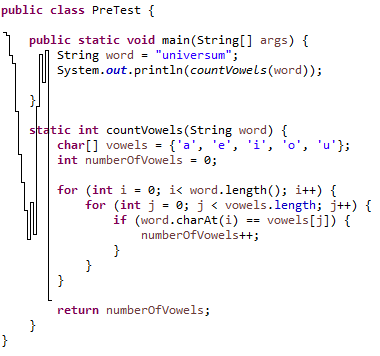 public class PreTest {
public static void main(String[] args) {
String word = "universum";
System.out.println(countVowels(word));
}
static int countVowels(String word) {
char[] vowels = {'a', 'e', 'i', 'o', 'u'};
int numberOfVowels = 0;
for (int i = 0; i< word.length(); i++) {
for (int j = 0; j < vowels.length; j++) {
if (word.charAt(i) == vowels[j]) {
numberOfVowels++;
}
}
}
return numberOfVowels;
}
}